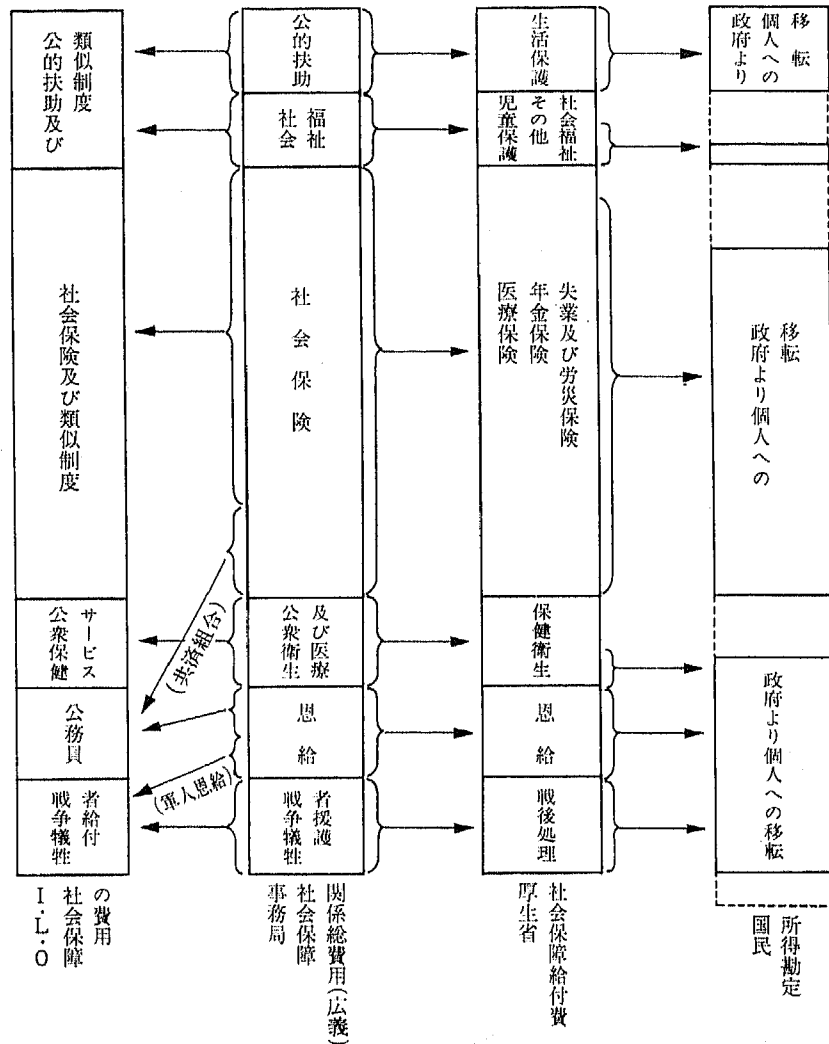 公的扶助及び
類似制度
社会保険及び類似制度
公衆保健
サービス
公務員
戦争犠牲
者給付
I.L.O
社会保障
の費用
(共済組合)
(軍人恩給)
公的扶助
社会
福祉
社会保険
公衆衛生
及び医療
恩給
戦争犠牲
者援護
事務局
社会保障
関係総費用(広義)
生活保護
児童保護
その他
社会福祉
医療保険
年金保険
失業及び労災保険
保健衛生
恩給
戦後処理
厚生省
社会保障給付費
政府より
個人への
移転
政府より個人への
移転
政府より個人への移転
国民
所得勘定